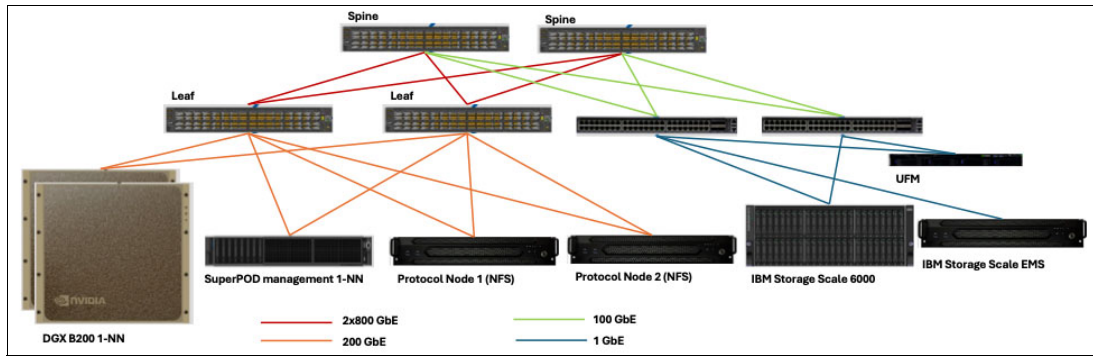 Spine
Spine
Leaf
Leaf
UFM
NVIDIA
SuperPOD management 1-NN
Protocol Node 1 (NFS)
Protocol Node 2 (NFS)
IBM Storage Scale 6000
IBM Storage Scale EMS
DGX B200 1-NN
2x800 GbE
100 GbE
200 GbE
1 GbE